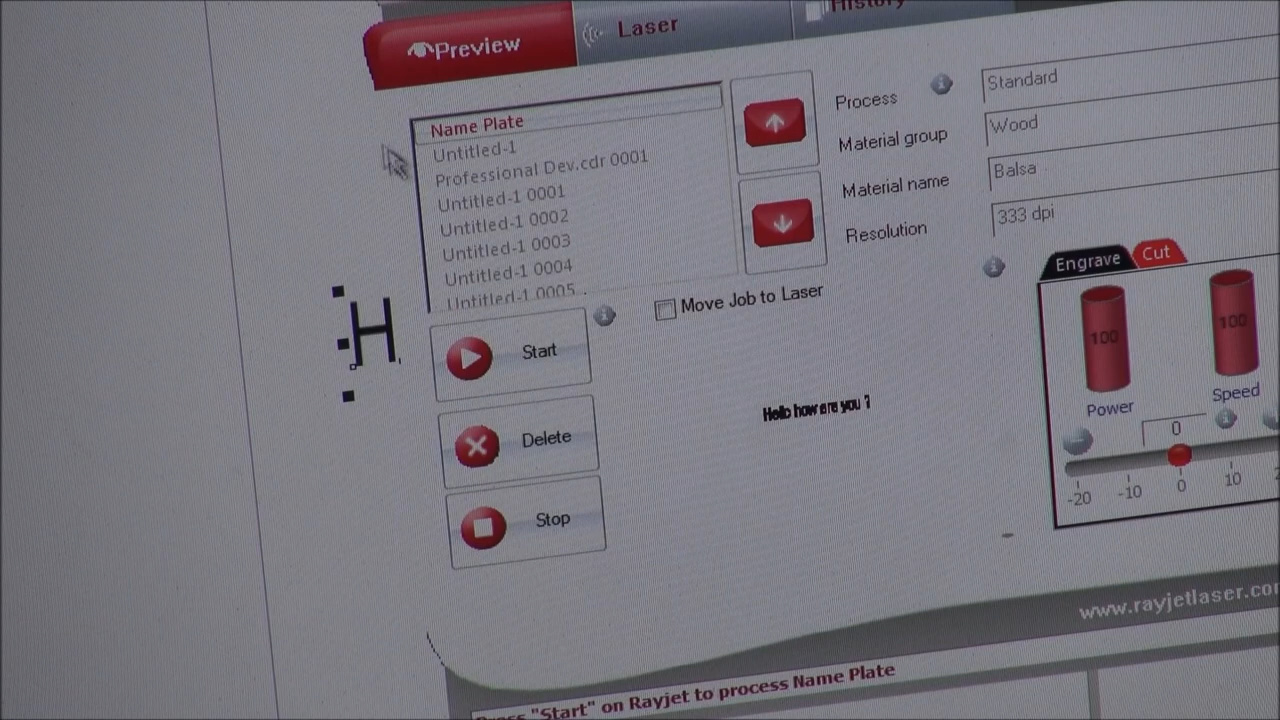 Preview
Laser
History
Name Plate
Untitled-1
Professional Dev.cdr 0001
Untitled-1 0001
Untitled-1 0002
Untitled-1 0003
Untitled-1 0004
Untitled-1 0005
Process
Standard
Material group
Wood
Material name
Balsa
Resolution
333 dpi
Move Job to Laser
Start
Delete
Stop
H
Hello how are you ?
Engrave
Cut
100
100
Power
Speed
0
-20 -10 0 10
www.rayjetlaser.co
Press "Start" on Rayjet to process Name Plate